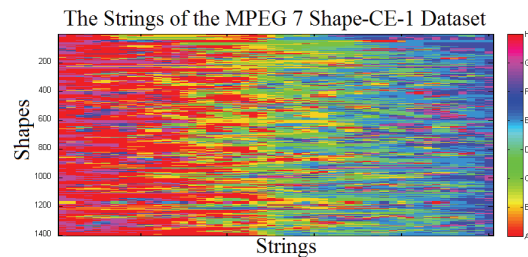 The Strings of the MPEG 7 Shape-CE-1 Dataset
Shapes
200
400
600
800
1000
1200
1400
Strings
H
G
F
E
D
C
B
A